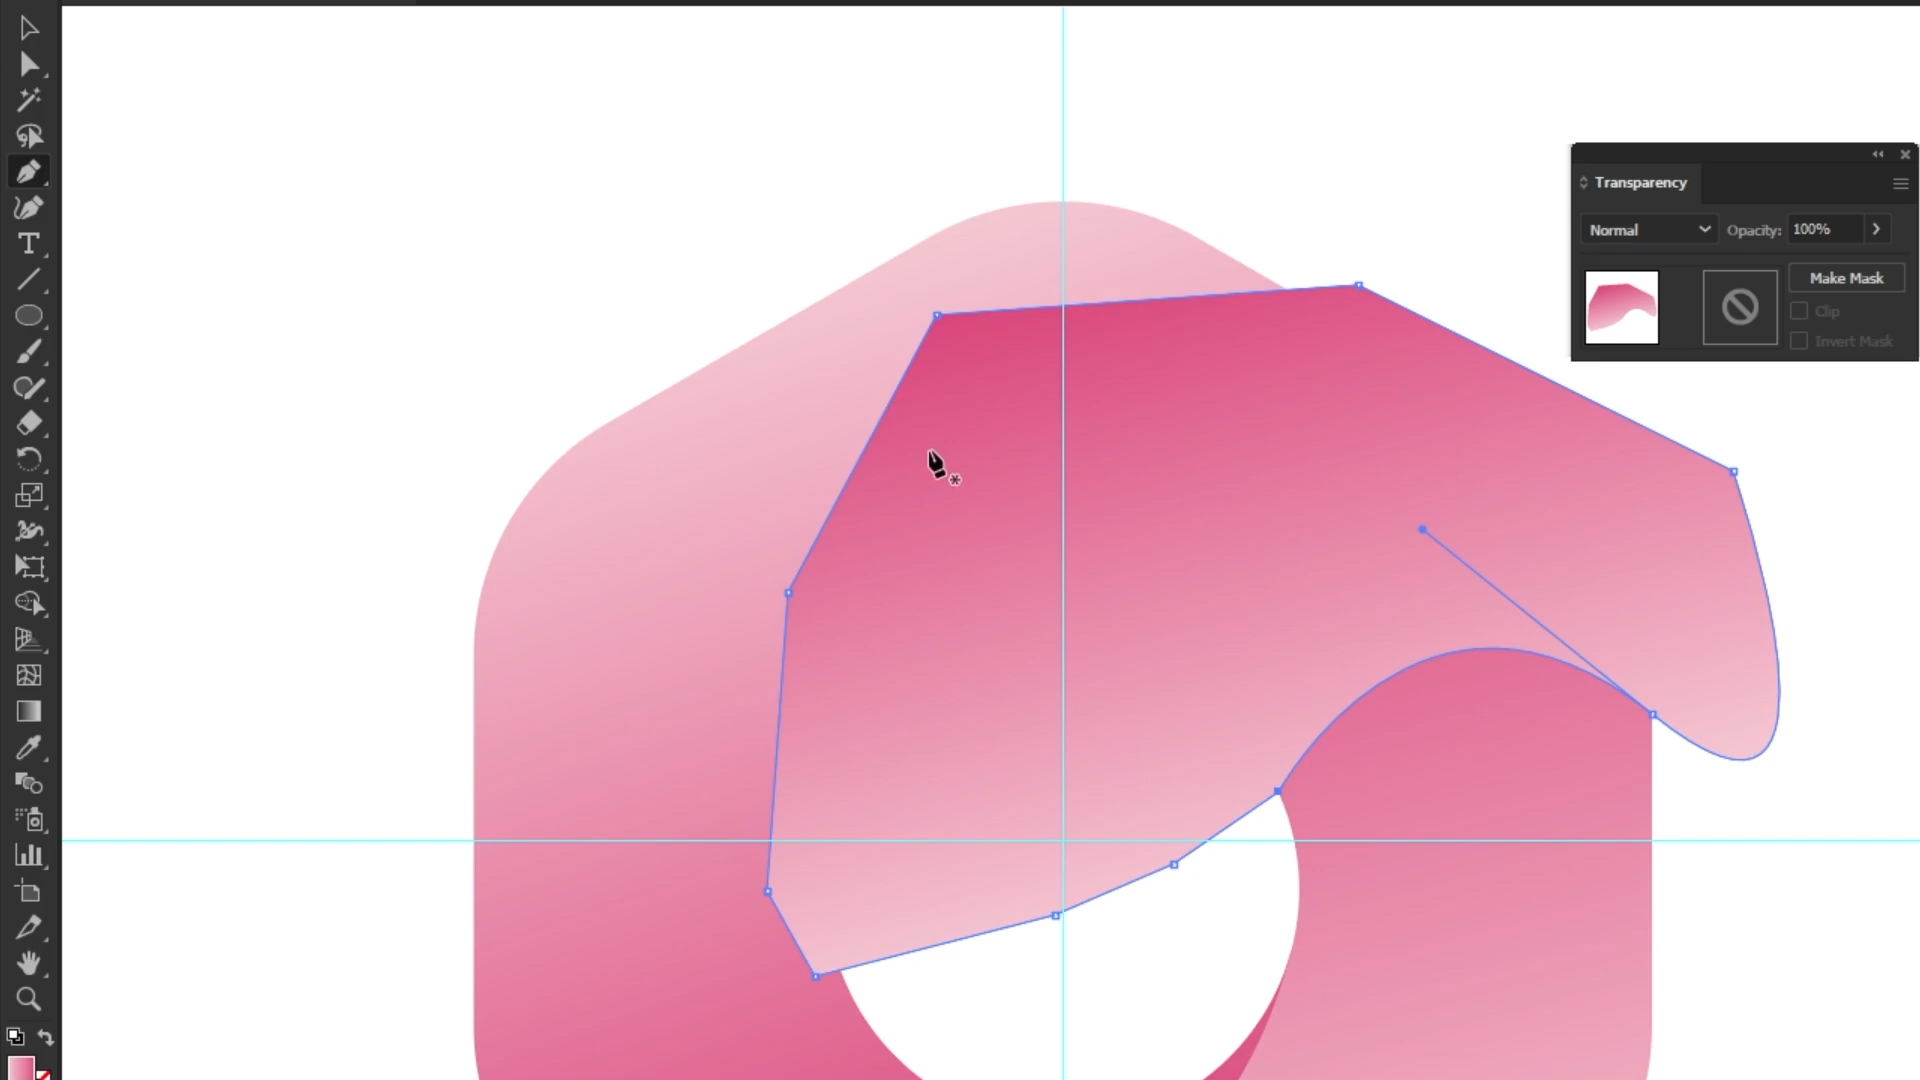 Transparency
Normal
Opacity: 100%
Make Mask
Clip
Invert Mask